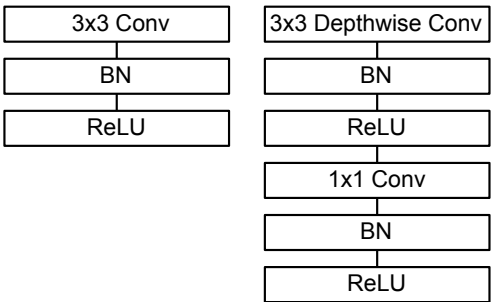 3x3 Conv
BN
ReLU
3x3 Depthwise Conv
BN
ReLU
1x1 Conv
BN
ReLU